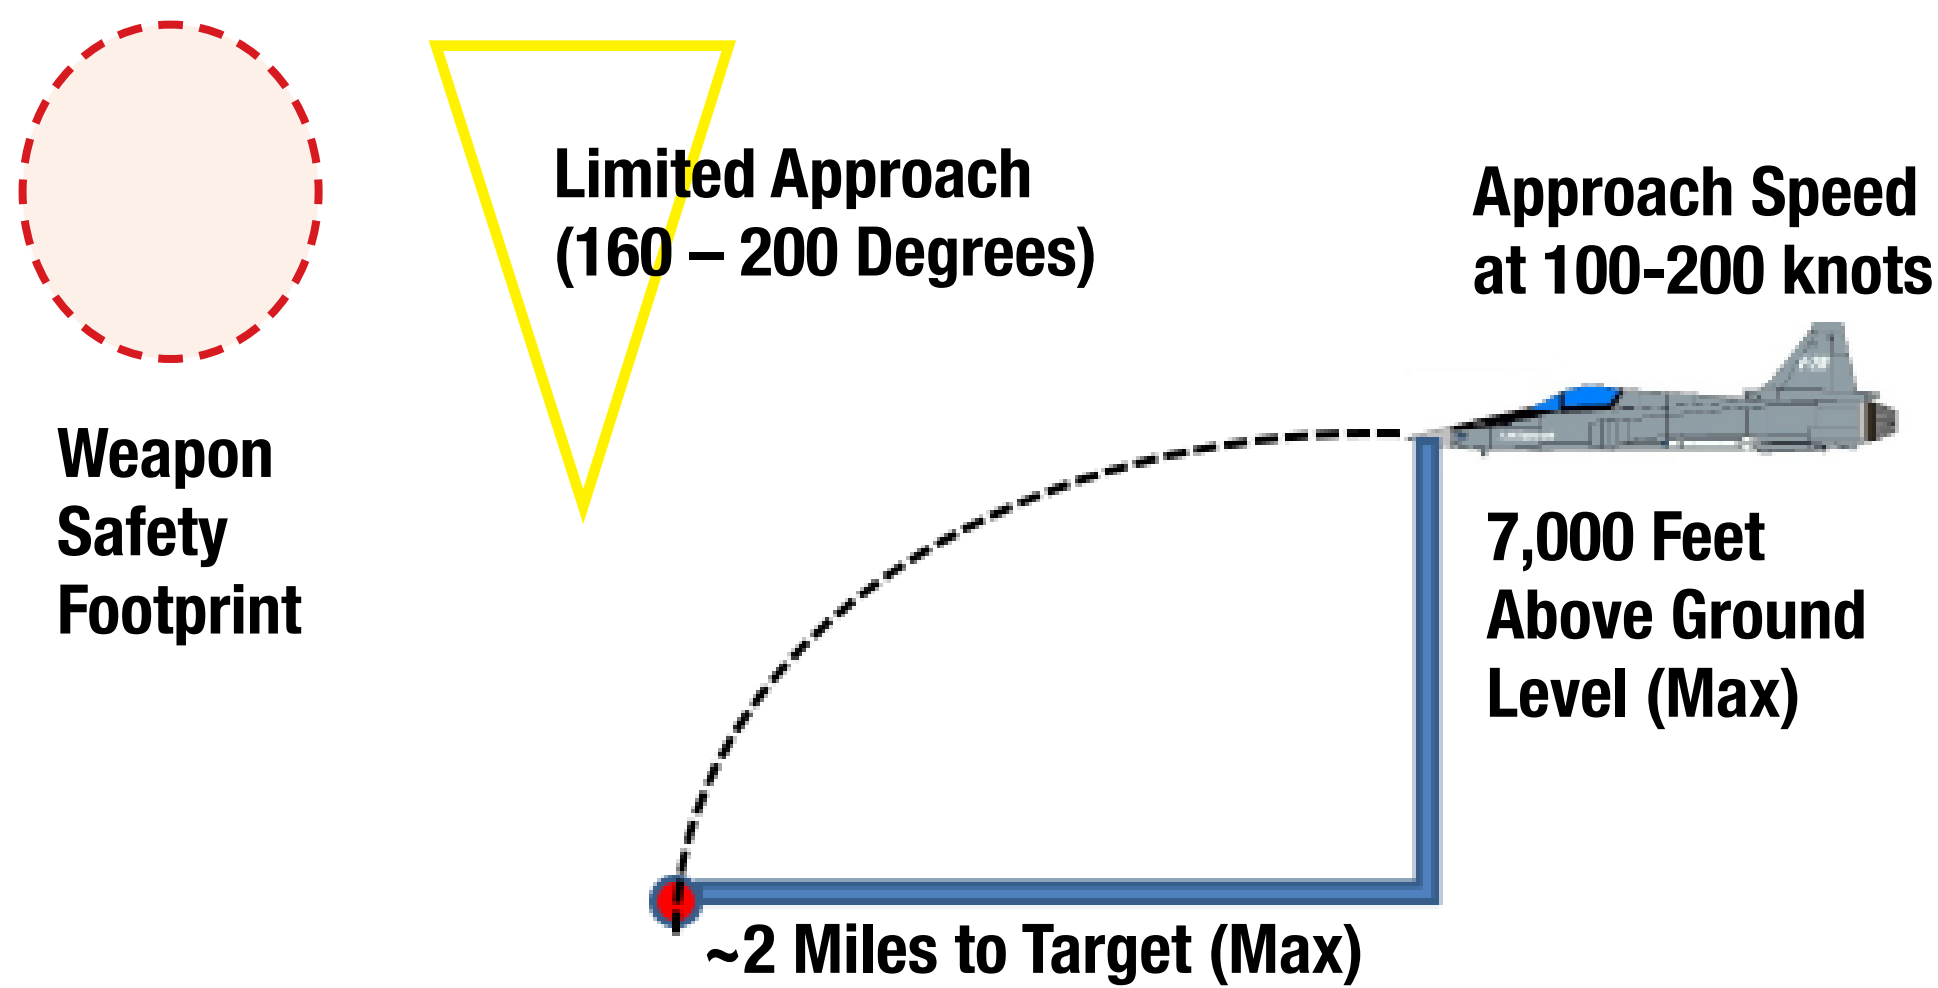 Limited Approach
(160 – 200 Degrees)
Approach Speed
at 100-200 knots
Weapon
Safety
Footprint
7,000 Feet
Above Ground
Level (Max)
~2 Miles to Target (Max)